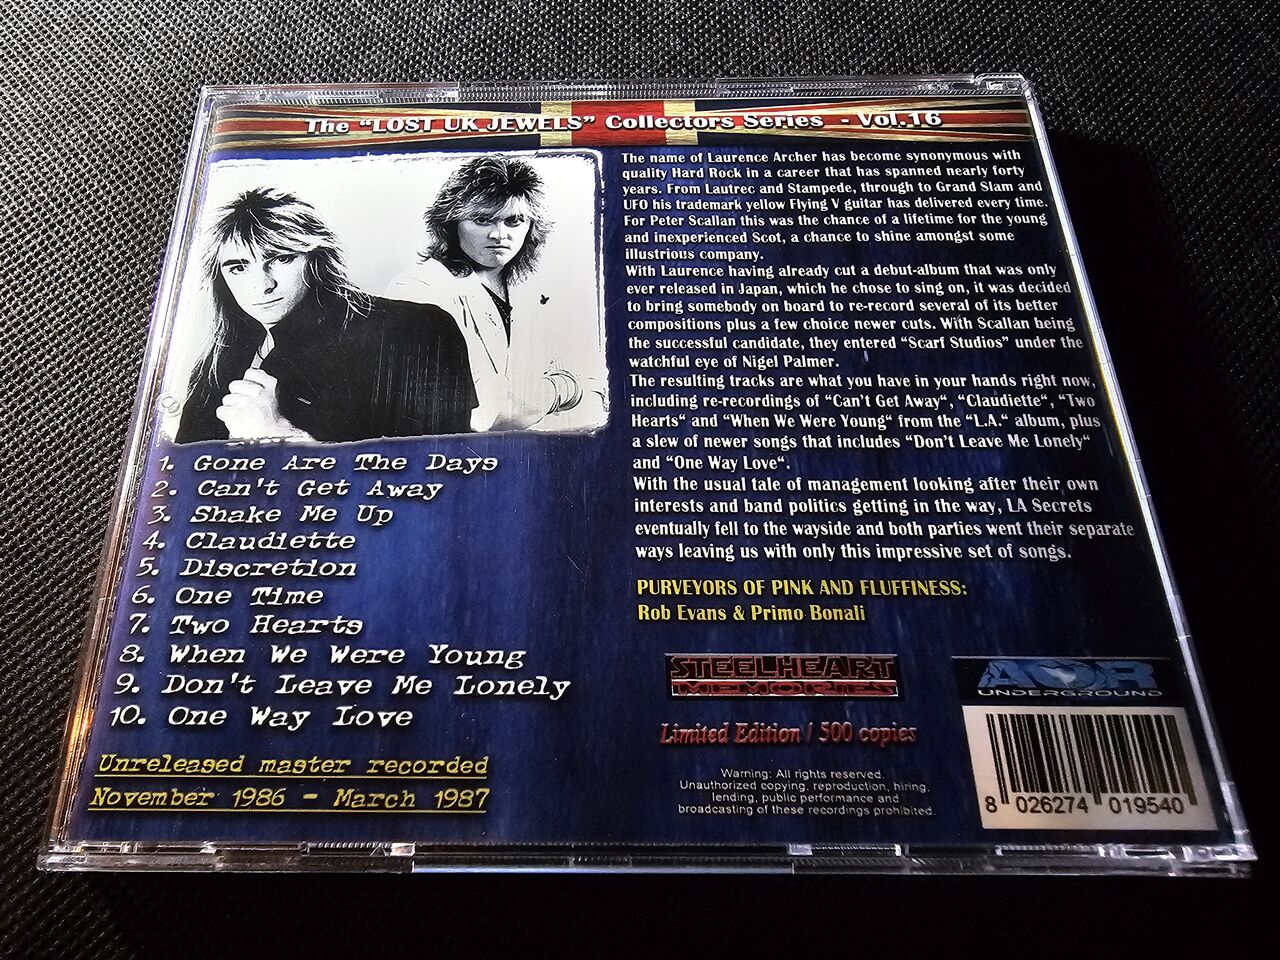 The "LOST UK JEWELS" Collectors Series - Vol.16
The name of Laurence Archer has become synonymous with
quality Hard Rock in a career that has spanned nearly forty
years. From Lautrec and Stampede, through to Grand Slam and
UFO his trademark yellow Flying V guitar has delivered every time.
For Peter Scallan this was the chance of a lifetime for the young
and inexperienced Scot, a chance to shine amongst some
illustrious company.
With Laurence having already cut a debut-album that was only
ever released in Japan, which he chose to sing on, it was decided
to bring somebody on board to re-record several of its better
compositions plus a few choice newer cuts. With Scallan being
the successful candidate, they entered "Scarf Studios" under the
watchful eye of Nigel Palmer.
The resulting tracks are what you have in your hands right now,
including re-recordings of "Can't Get Away", "Claudiette", "Two
Hearts" and "When We Were Young" from the "L.A." album, plus
a slew of newer songs that includes "Don't Leave Me Lonely"
and "One Way Love".
With the usual tale of management looking after their own
interests and band politics getting in the way, LA Secrets
eventually fell to the wayside and both parties went their separate
ways leaving us with only this impressive set of songs.
PURVEYORS OF PINK AND FLUFFINESS:
Rob Evans & Primo Bonali
1. Gone Are The Days
2. Can't Get Away
3. Shake Me Up
4. Claudiette
5. Discretion
6. One Time
7. Two Hearts
8. When We Were Young
9. Don't Leave Me Lonely
10. One Way Love
Unreleased master recorded
November 1986 - March 1987
STEELHEART
MEMORIES
Limited Edition / 500 copies
Warning: All rights reserved.
Unauthorized copying, reproduction, hiring,
lending, public performance and
broadcasting of these recordings prohibited.
AOR
UNDERGROUND
8 026274 019540